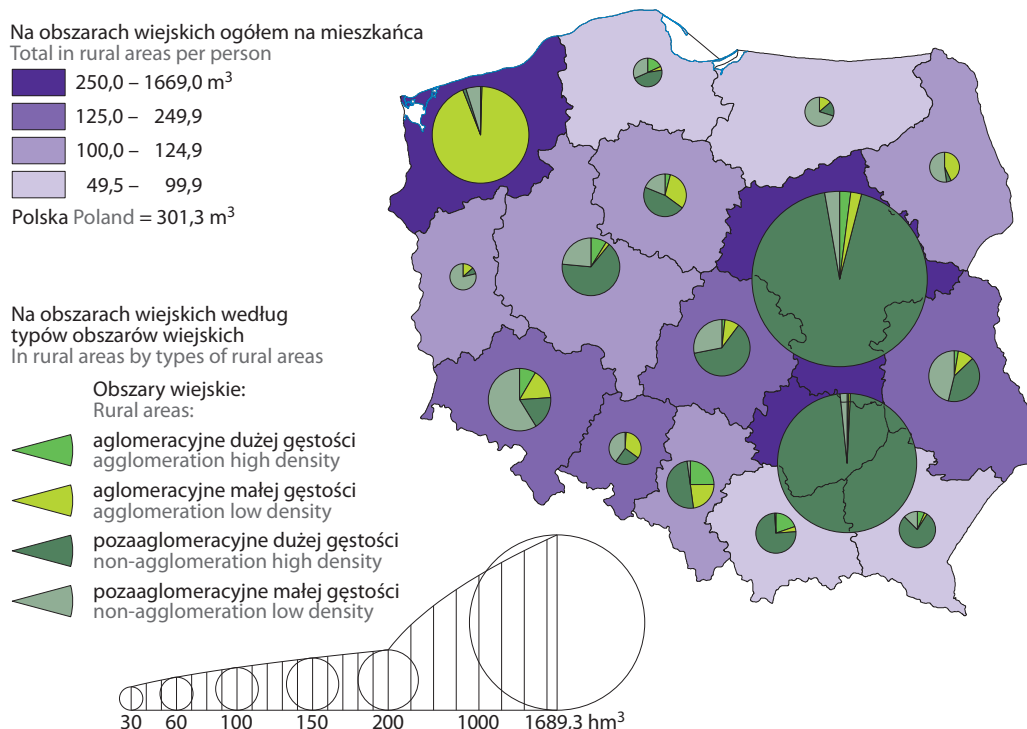 Na obszarach wiejskich ogółem na mieszkańca
Total in rural areas per person
250,0 – 1669,0 m³
125,0 – 249,9
100,0 – 124,9
49,5 – 99,9
Polska Poland = 301,3 m³
Na obszarach wiejskich według
typów obszarów wiejskich
In rural areas by types of rural areas
Obszary wiejskie:
Rural areas:
aglomeracyjne dużej gęstości
agglomeration high density
aglomeracyjne małej gęstości
agglomeration low density
pozaaglomeracyjne dużej gęstości
non-agglomeration high density
pozaaglomeracyjne małej gęstości
non-agglomeration low density
30 60 100 150 200 1000 1689,3 hm³